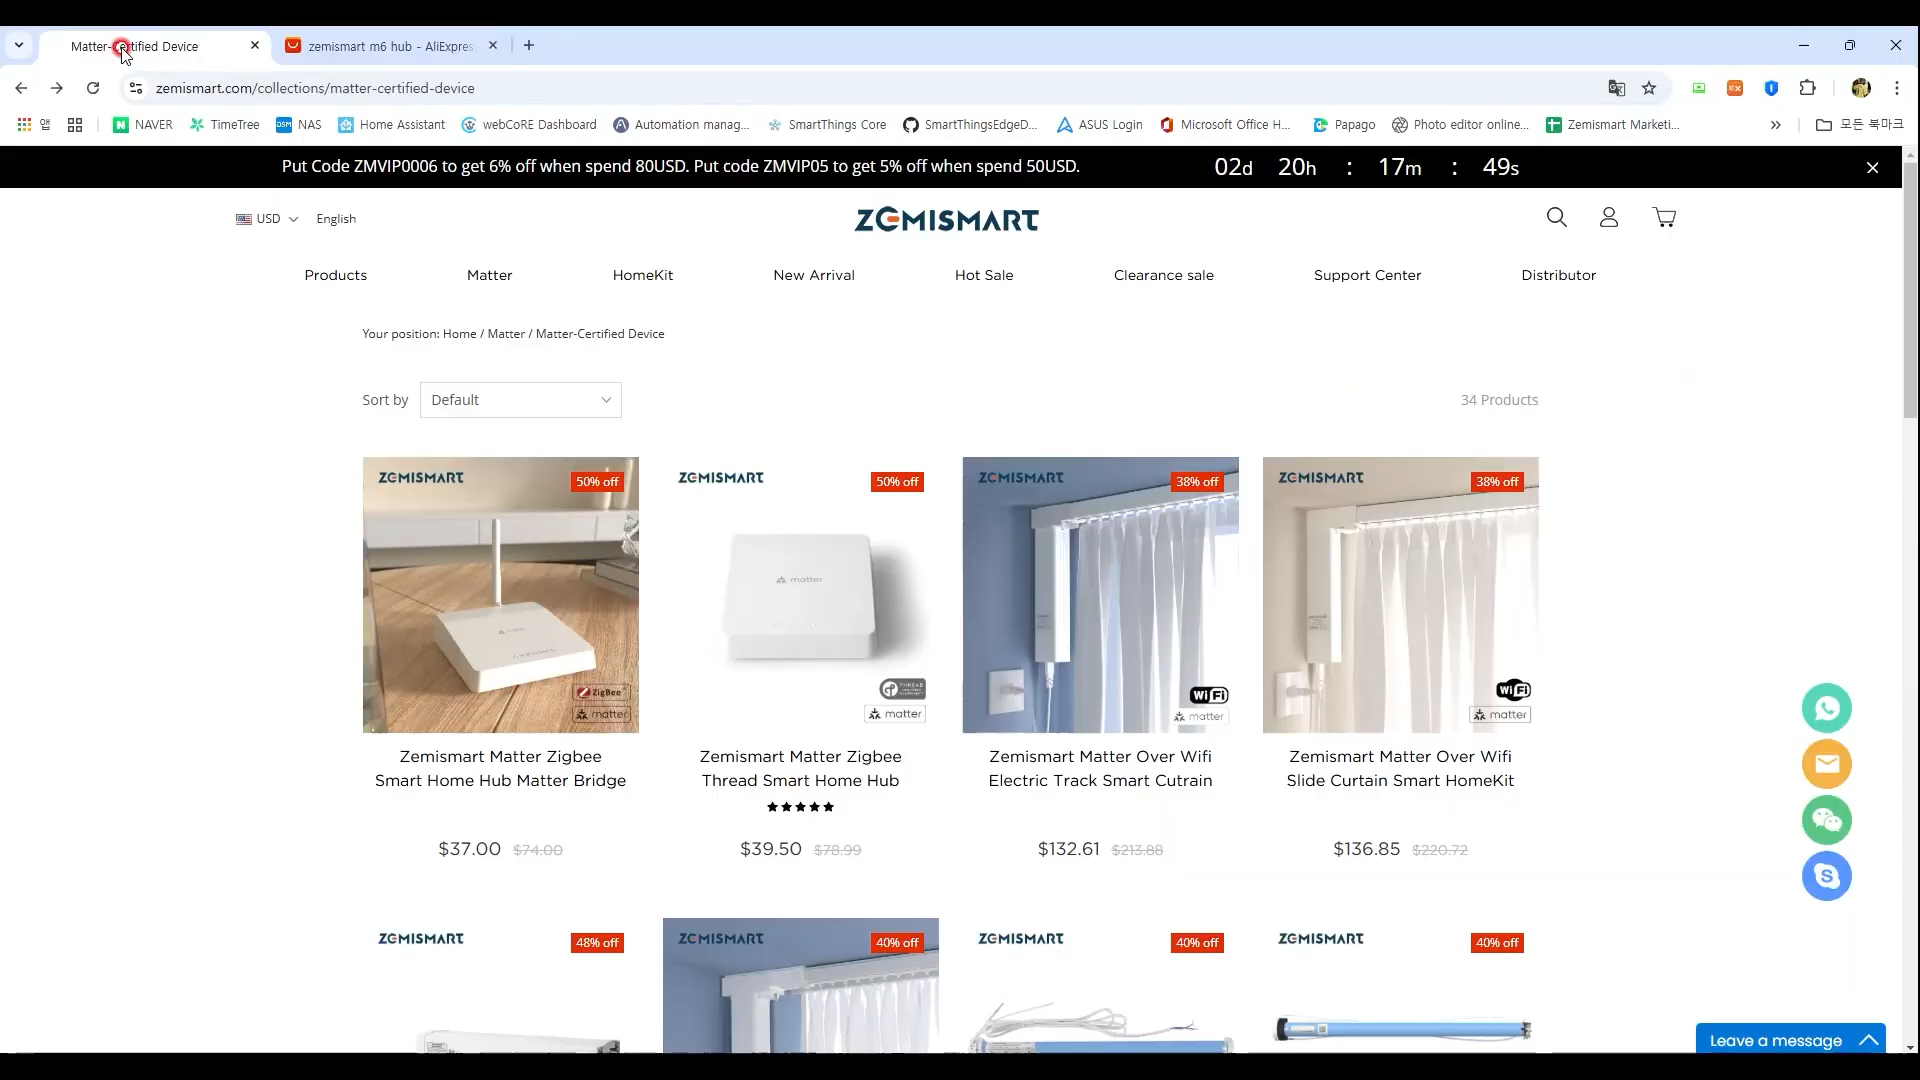 Matter-Certified Device
zemismart m6 hub - AliExpres
zemismart.com/collections/matter-certified-device
앱
NAVER
TimeTree
DSM NAS
Home Assistant
webCoRE Dashboard
Automation manag...
SmartThings Core
SmartThingsEdgeD...
ASUS Login
Microsoft Office H...
Papago
Photo editor online...
Zemismart Marketi...
모든 북마크
Put Code ZMVIP0006 to get 6% off when spend 80USD. Put code ZMVIP05 to get 5% off when spend 50USD.
02d 20h : 17m : 49s
USD
English
ZEMISMART
Products
Matter
HomeKit
New Arrival
Hot Sale
Clearance sale
Support Center
Distributor
Your position: Home / Matter / Matter-Certified Device
Sort by
Default
34 Products
ZEMISMART
50% off
ZigBee
matter
ZEMISMART
50% off
matter
THREAD
matter
ZEMISMART
38% off
WiFi
matter
ZEMISMART
38% off
WiFi
matter
Zemismart Matter Zigbee
Smart Home Hub Matter Bridge
$37.00 $74.00
Zemismart Matter Zigbee
Thread Smart Home Hub
$39.50 $78.99
Zemismart Matter Over Wifi
Electric Track Smart Cutrain
$132.61 $213.88
Zemismart Matter Over Wifi
Slide Curtain Smart HomeKit
$136.85 $220.72
ZEMISMART
48% off
ZEMISMART
40% off
ZEMISMART
40% off
ZEMISMART
40% off
Leave a message